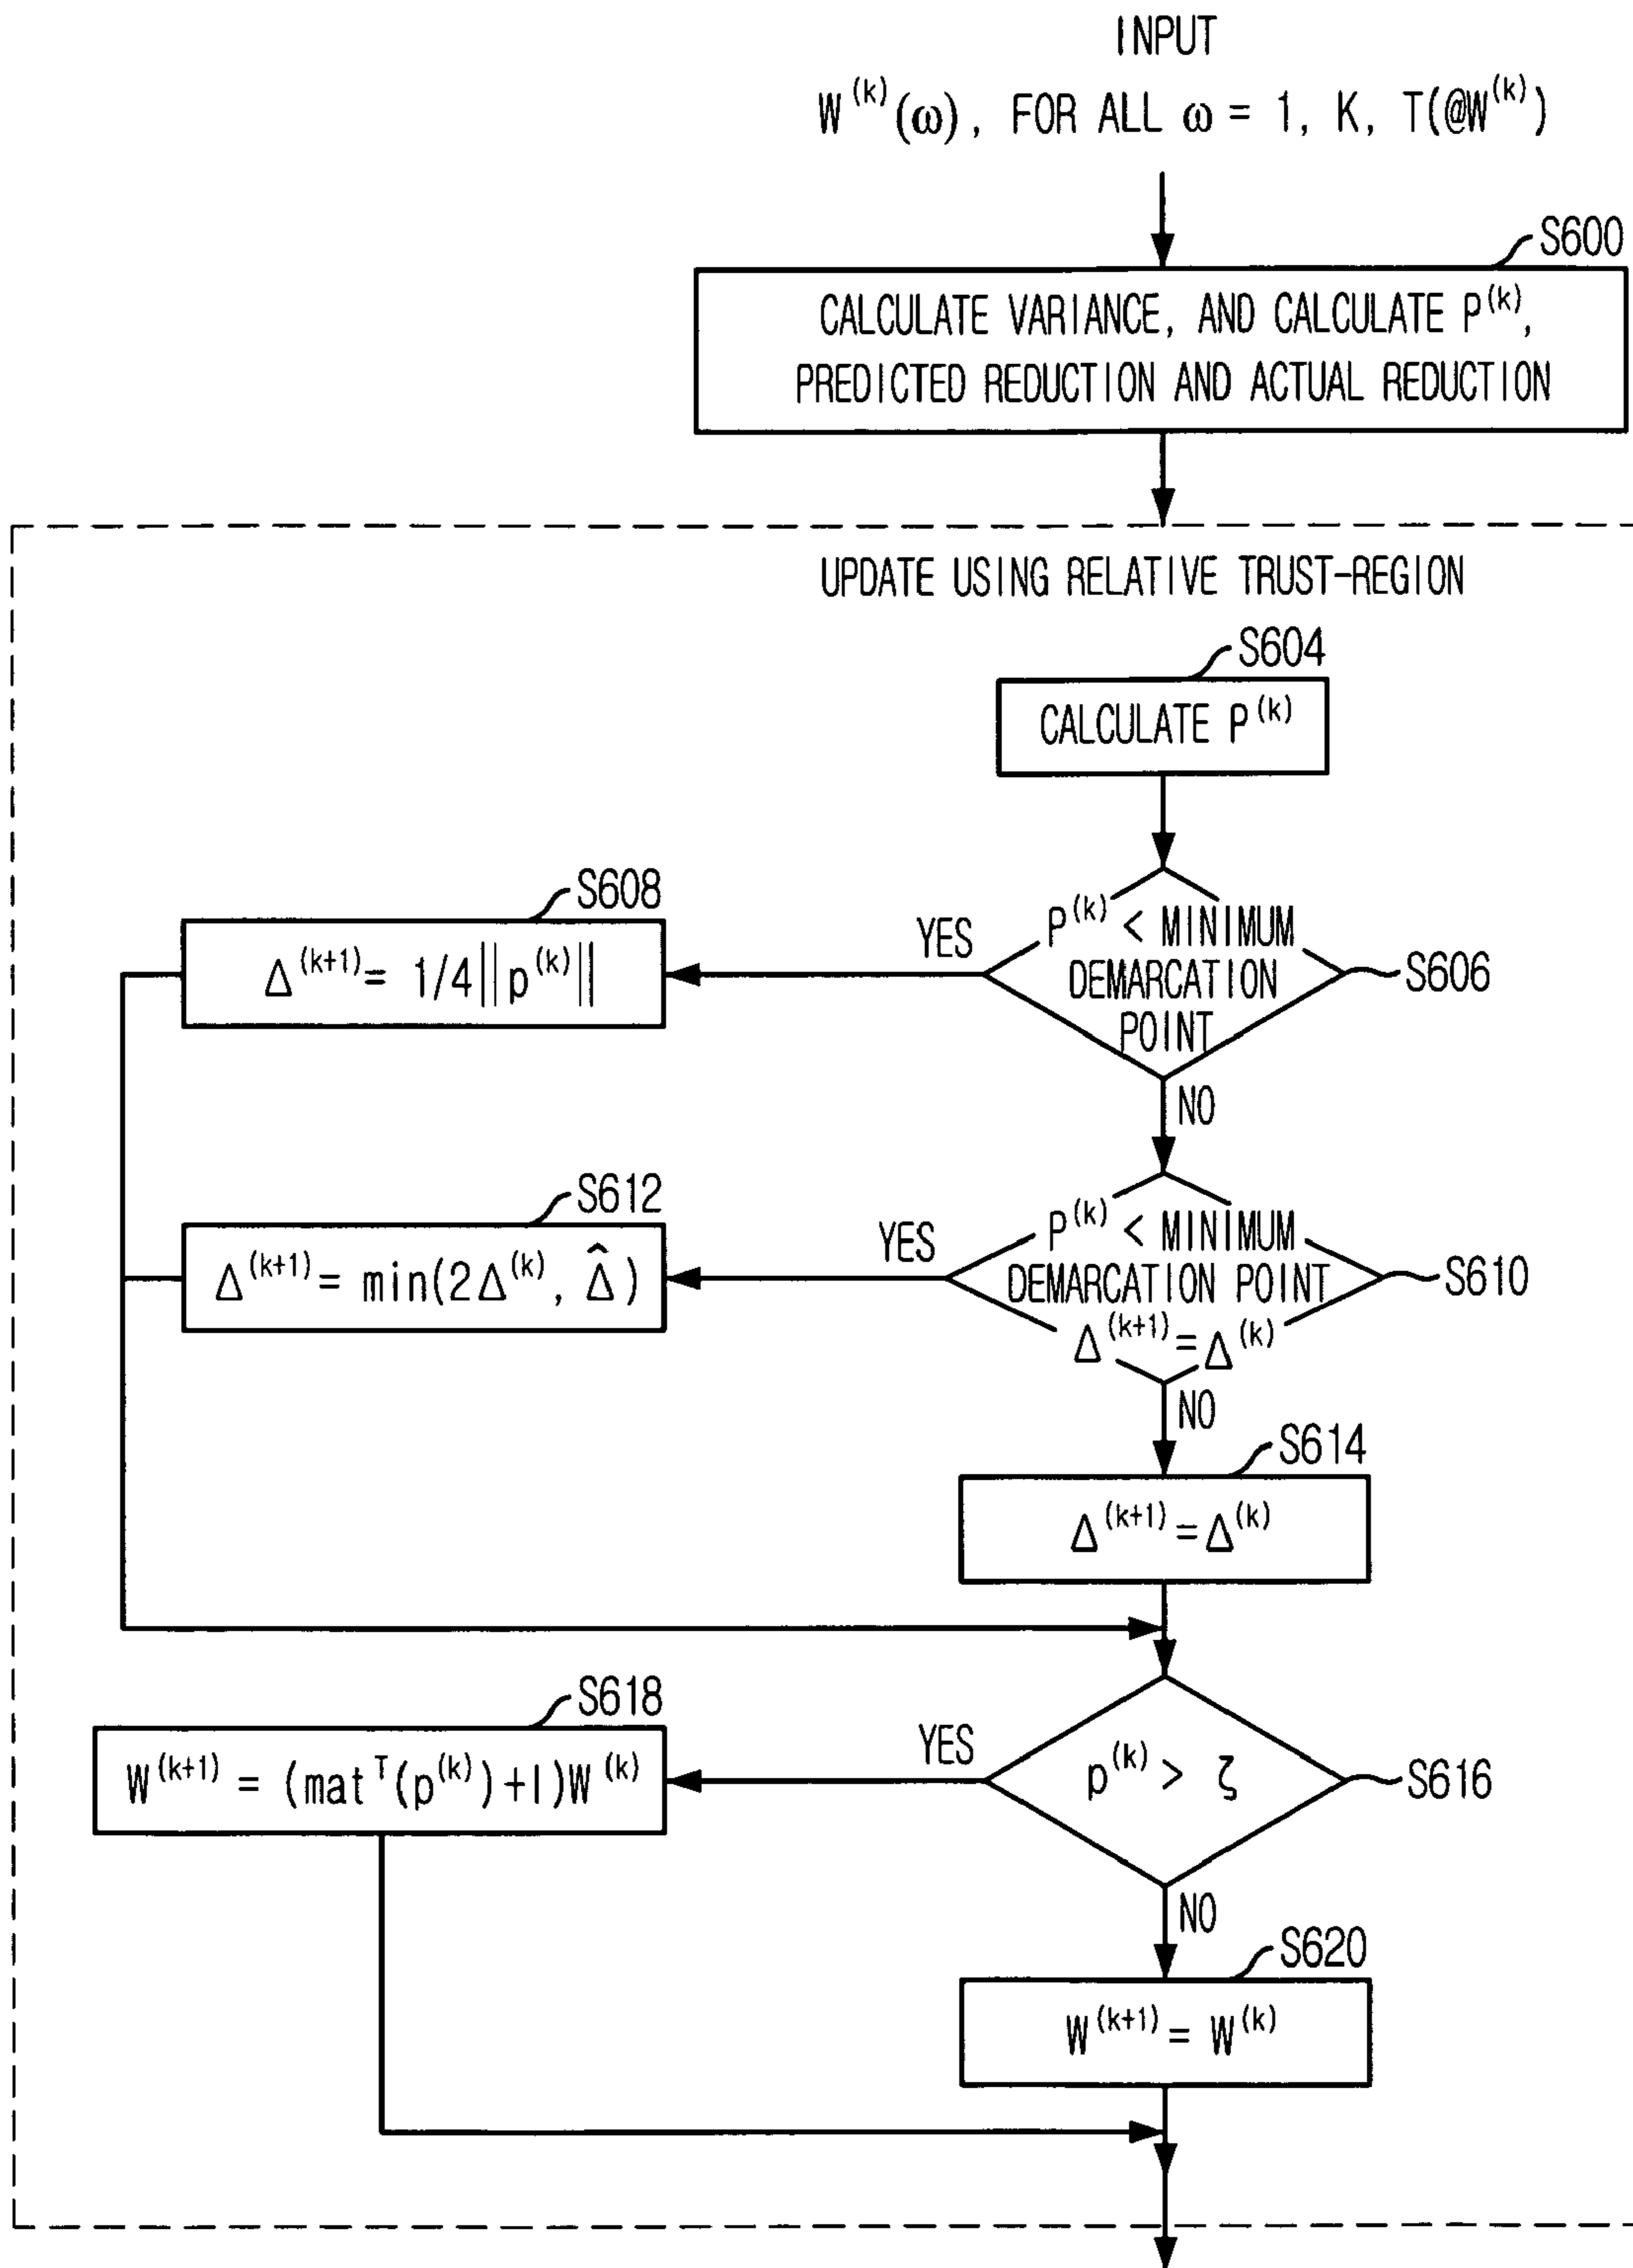 INPUT
W^(k)(ω), FOR ALL ω = 1, K, T(@W^(k))
S600
CALCULATE VARIANCE, AND CALCULATE P^(k),
PREDICTED REDUCTION AND ACTUAL REDUCTION
UPDATE USING RELATIVE TRUST-REGION
S604
CALCULATE P^(k)
S608
Δ^(k+1) = 1/4||p^(k)||
YES
P^(k) < MINIMUM
DEMARCATION
POINT
S606
NO
S612
Δ^(k+1) = min(2Δ^(k), Δ̂)
YES
P^(k) < MINIMUM
DEMARCATION POINT
Δ^(k+1) = Δ^(k)
S610
NO
S614
Δ^(k+1) = Δ^(k)
S618
W^(k+1) = (mat^T(p^(k))+I)W^(k)
YES
p^(k) > ζ
S616
NO
S620
W^(k+1) = W^(k)